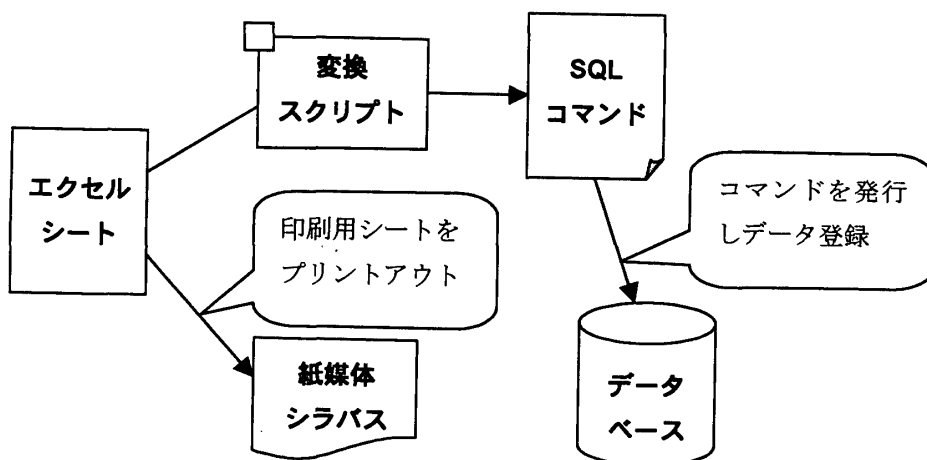 変換
スクリプト
SQL
コマンド
エクセル
シート
印刷用シートを
プリントアウト
コマンドを発行
しデータ登録
紙媒体
シラバス
データ
ベース